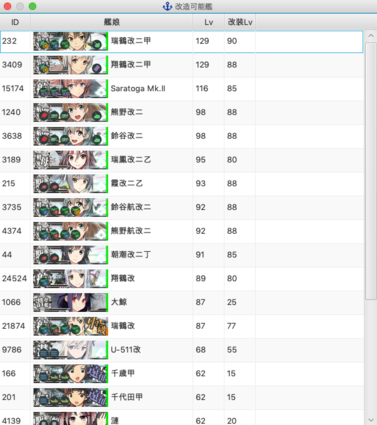 改造可能艦
ID 艦娘 Lv 改装Lv
232 瑞鶴改二甲 129 90
3409 翔鶴改二甲 129 88
15174 Saratoga Mk.II 116 85
1240 熊野改二 98 88
3638 鈴谷改二 98 88
3189 瑞鳳改二乙 95 80
215 霞改二乙 93 88
3735 鈴谷航改二 92 88
4374 熊野航改二 92 88
44 朝潮改二丁 91 85
24524 翔鶴改 89 80
1066 大鯨 87 25
21874 瑞鶴改 87 77
9786 U-511改 68 55
166 千歳甲 62 15
201 千代田甲 62 15
4139 漣 62 20